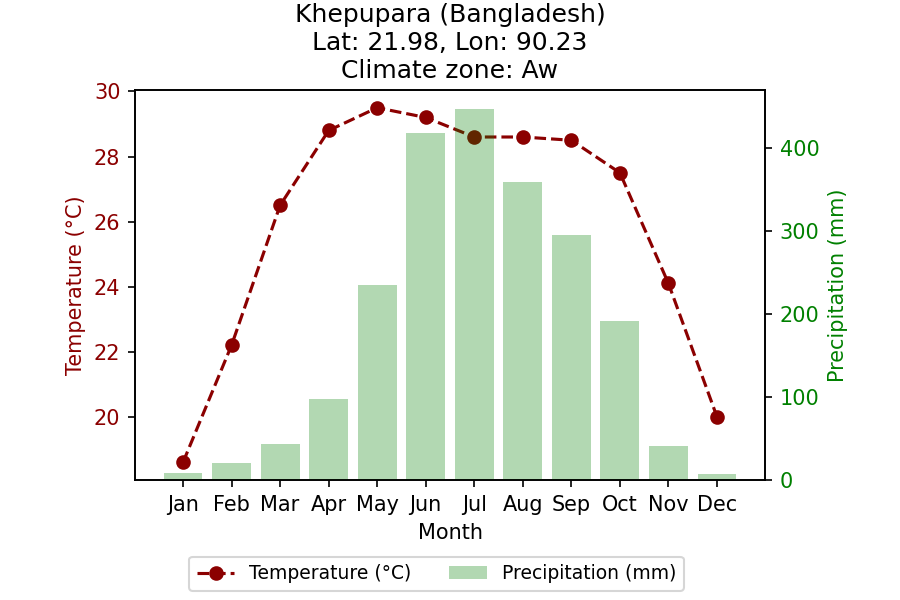 Khepupara (Bangladesh)
Lat: 21.98, Lon: 90.23
Climate zone: Aw
30
28
26
24
22
20
Temperature (°C)
400
300
200
100
0
Precipitation (mm)
Jan Feb Mar Apr May Jun Jul Aug Sep Oct Nov Dec
Month
Temperature (°C) Precipitation (mm)